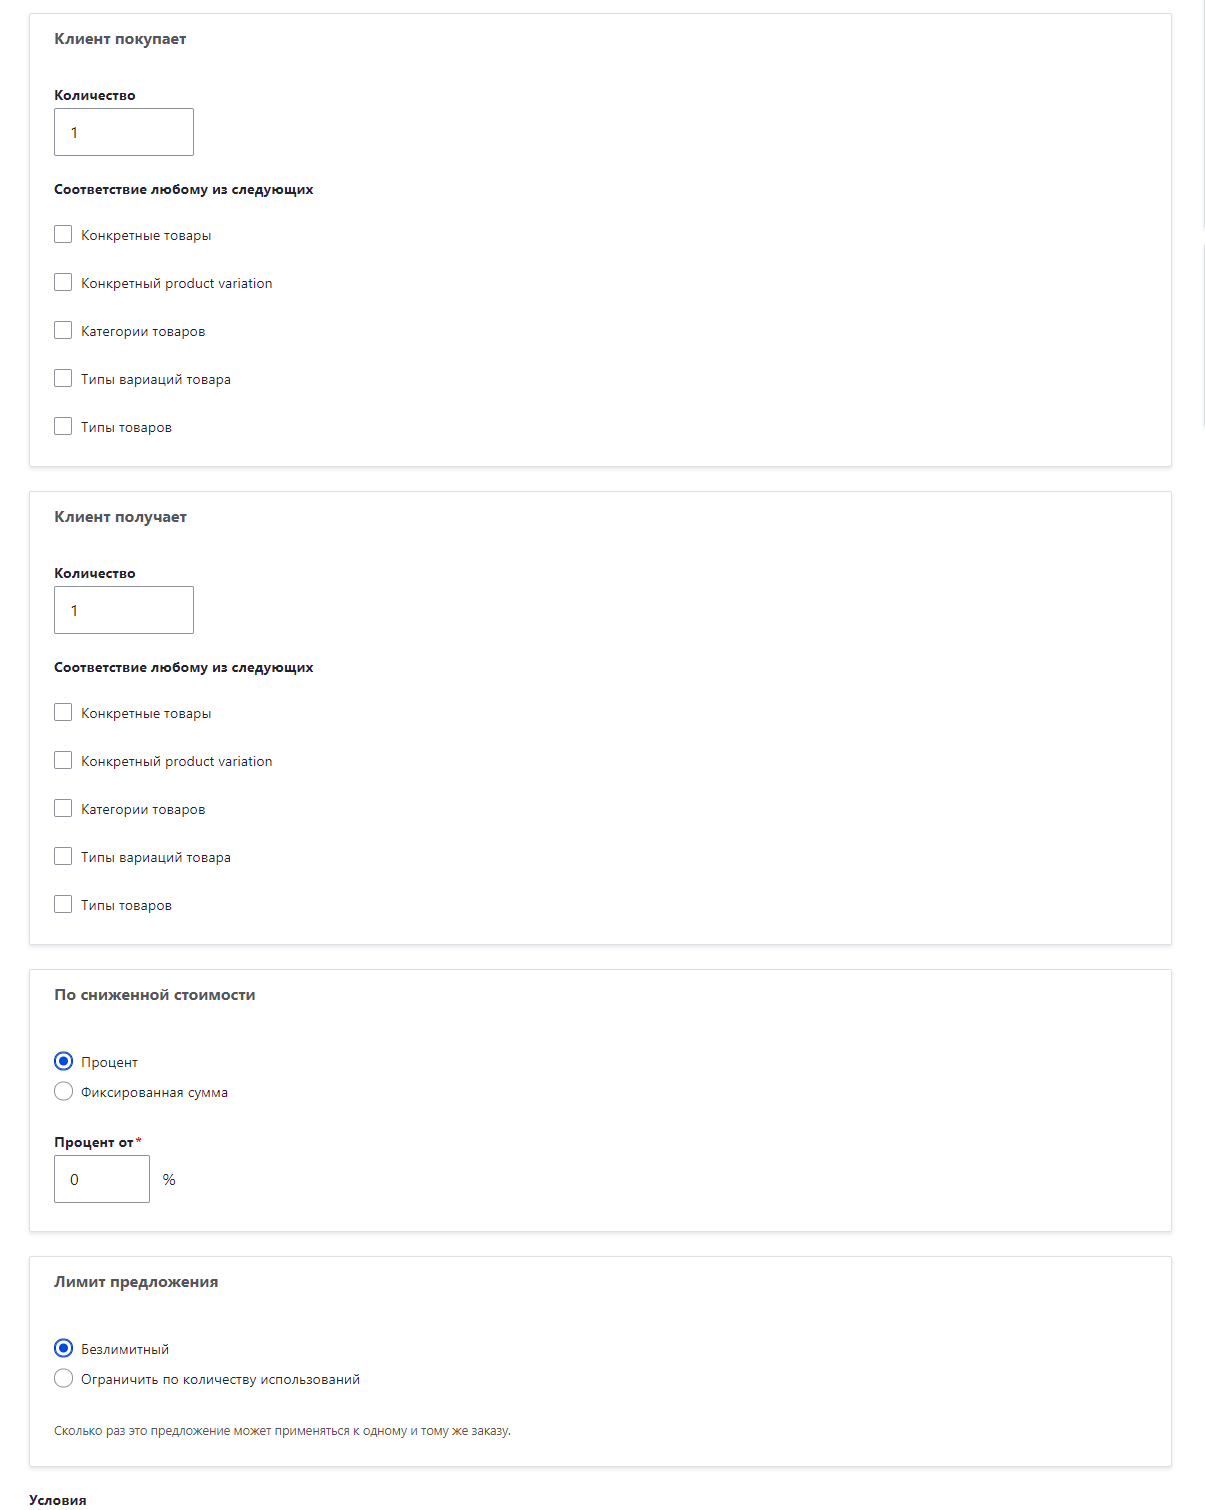 Клиент покупает
Количество
1
Соответствие любому из следующих
Конкретные товары
Конкретный product variation
Категории товаров
Типы вариаций товара
Типы товаров
Клиент получает
Количество
1
Соответствие любому из следующих
Конкретные товары
Конкретный product variation
Категории товаров
Типы вариаций товара
Типы товаров
По сниженной стоимости
Процент
Фиксированная сумма
Процент от*
0 %
Лимит предложения
Безлимитный
Ограничить по количеству использований
Сколько раз это предложение может применяться к одному и тому же заказу.
Условия